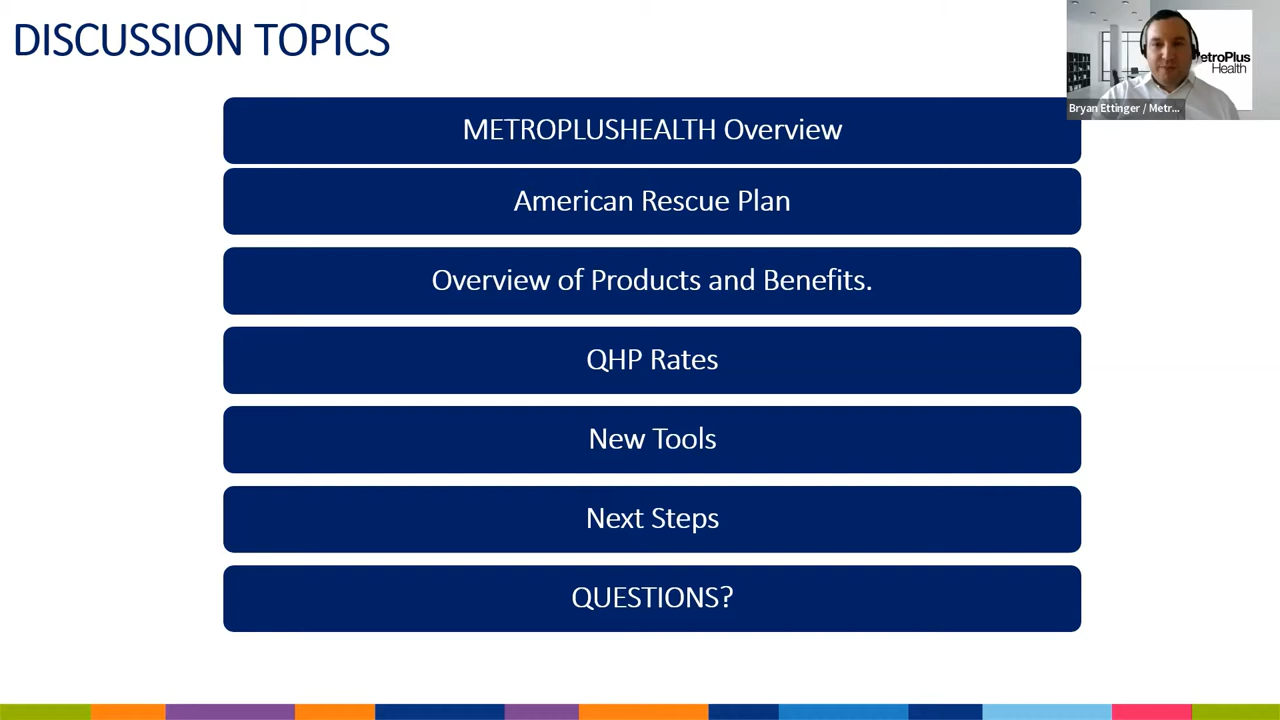 DISCUSSION TOPICS
etroPlus
Health
Bryan Ettinger / Metr...
METROPLUSHEALTH Overview
American Rescue Plan
Overview of Products and Benefits.
QHP Rates
New Tools
Next Steps
QUESTIONS?